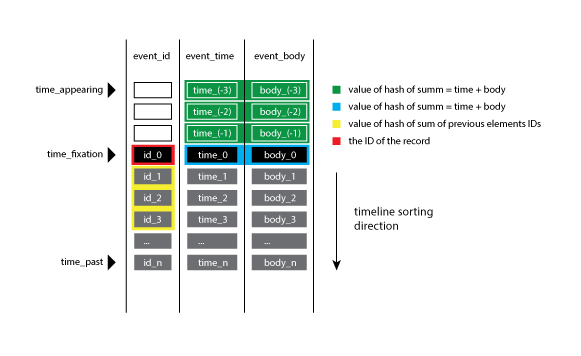 event_id event_time event_body
time_appearing time_(-3) body_(-3)
time_(-2) body_(-2)
time_(-1) body_(-1)
time_fixation id_0 time_0 body_0
id_1 time_1 body_1
id_2 time_2 body_2
id_3 time_3 body_3
... ... ...
time_past id_n time_n body_n
value of hash of summ = time + body
value of hash of summ = time + body
value of hash of sum of previous elements IDs
the ID of the record
timeline sorting
direction